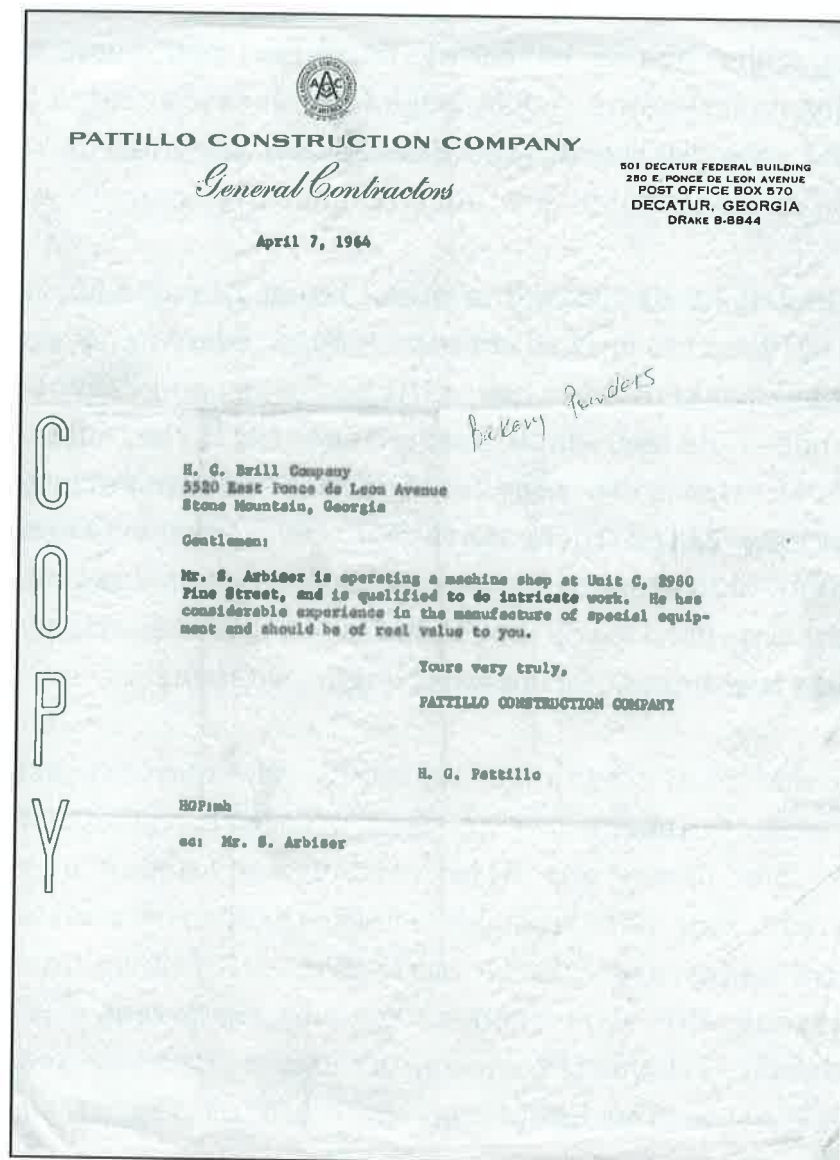 PATTILLO CONSTRUCTION COMPANY
General Contractors
501 DECATUR FEDERAL BUILDING
250 E. PONCE DE LEON AVENUE
POST OFFICE BOX 570
DECATUR, GEORGIA
DRAKE 8-8844
April 7, 1964
Bakery
COPY
H. C. Brill Company
5520 East Ponce de Leon Avenue
Stone Mountain, Georgia
Gentlemen:
Mr. S. Arbiser is operating a machine shop at Unit C, 2980
Pine Street, and is qualified to do intricate work. He has
considerable experience in the manufacture of special equip-
ment and should be of real value to you.
Yours very truly,
PATTILLO CONSTRUCTION COMPANY
H. G. Pattillo
HGP:mh
cc: Mr. S. Arbiser